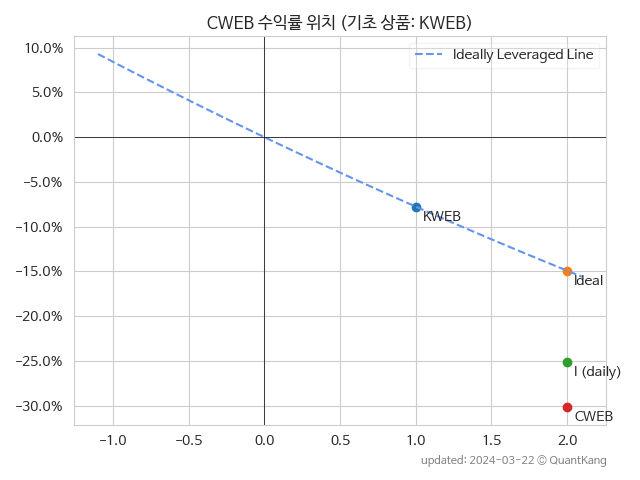 CWEB 수익률 위치 (기초 상품: KWEB)
Ideally Leveraged Line
10.0%
5.0%
0.0%
−5.0%
−10.0%
−15.0%
−20.0%
−25.0%
−30.0%
KWEB
Ideal
I (daily)
CWEB
−1.0 −0.5 0.0 0.5 1.0 1.5 2.0
updated: 2024-03-22 © QuantKang